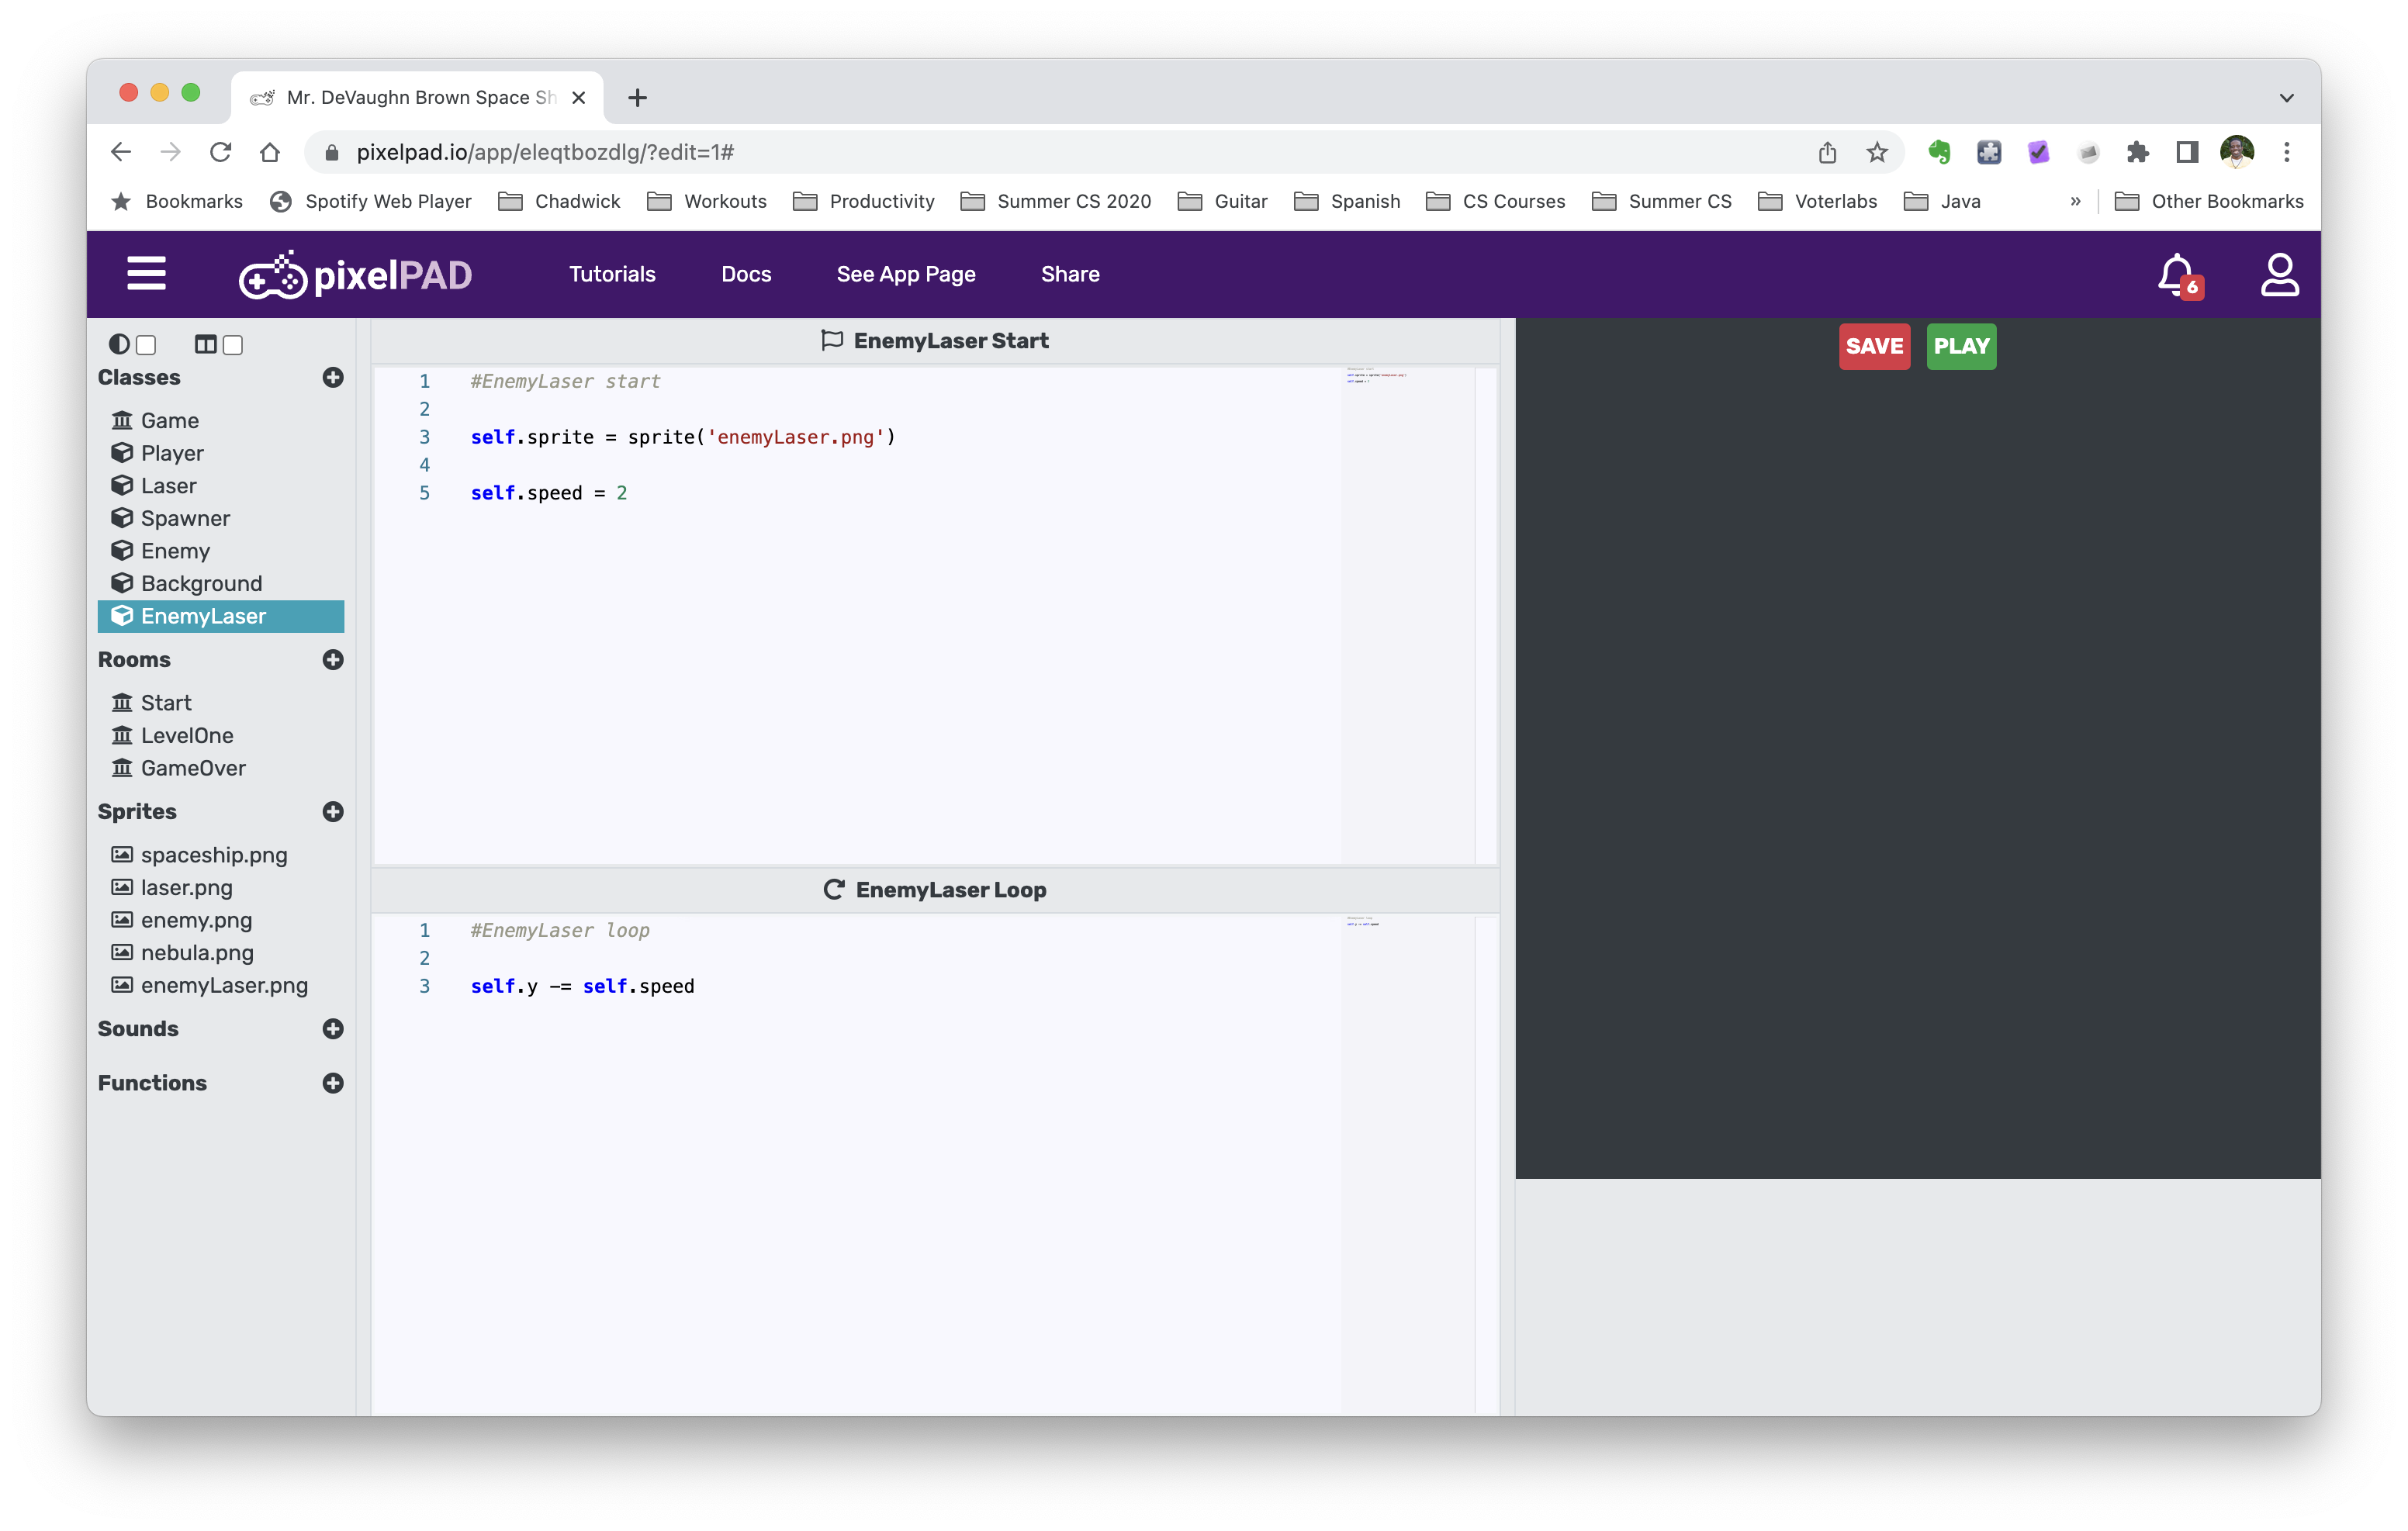 Mr. DeVaughn Brown Space Sh
pixelpad.io/app/eleqtbozdlg/?edit=1#
Bookmarks Spotify Web Player Chadwick Workouts Productivity Summer CS 2020 Guitar Spanish CS Courses Summer CS Voterlabs Java » Other Bookmarks
pixelPAD Tutorials Docs See App Page Share 6
Classes
Game
Player
Laser
Spawner
Enemy
Background
EnemyLaser
Rooms
Start
LevelOne
GameOver
Sprites
spaceship.png
laser.png
enemy.png
nebula.png
enemyLaser.png
Sounds
Functions
EnemyLaser Start
1 #EnemyLaser start
2
3 self.sprite = sprite('enemyLaser.png')
4
5 self.speed = 2
EnemyLaser Loop
1 #EnemyLaser loop
2
3 self.y -= self.speed
SAVE PLAY